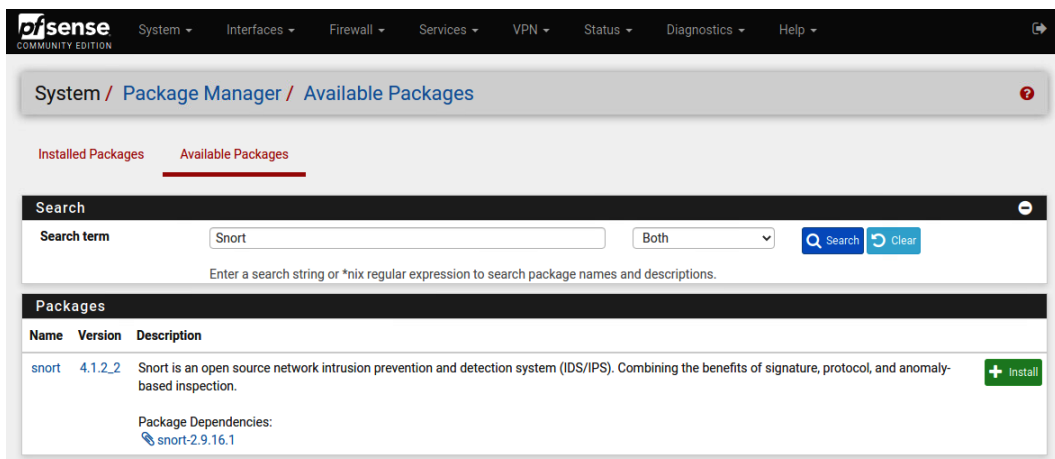 pfsense System Interfaces Firewall Services VPN Status Diagnostics Help
COMMUNITY EDITION
System / Package Manager / Available Packages
Installed Packages Available Packages
Search
Search term Snort Both Search Clear
Enter a search string or *nix regular expression to search package names and descriptions.
Packages
Name Version Description
snort 4.1.2_2 Snort is an open source network intrusion prevention and detection system (IDS/IPS). Combining the benefits of signature, protocol, and anomaly- Install
based inspection.
Package Dependencies:
snort-2.9.16.1